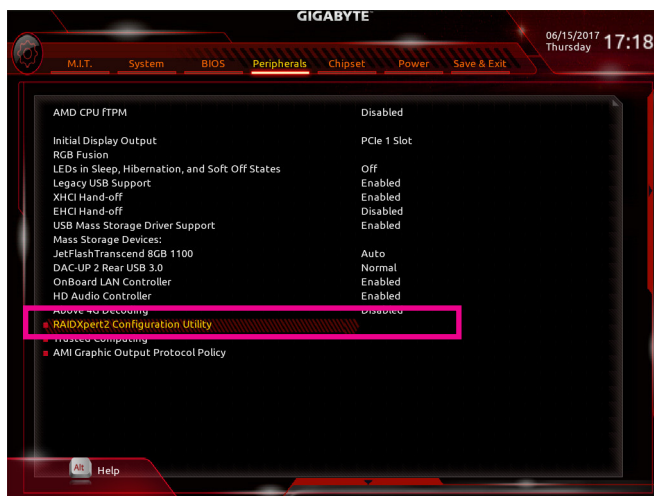 GIGABYTE™
06/15/2017 Thursday 17:18
M.I.T. System BIOS Peripherals Chipset Power Save & Exit
AMD CPU fTPM Disabled
Initial Display Output PCIe 1 Slot
RGB Fusion
LEDs in Sleep, Hibernation, and Soft Off States Off
Legacy USB Support Enabled
XHCI Hand-off Enabled
EHCI Hand-off Disabled
USB Mass Storage Driver Support Enabled
Mass Storage Devices:
JetFlashTranscend 8GB 1100 Auto
DAC-UP 2 Rear USB 3.0 Normal
OnBoard LAN Controller Enabled
HD Audio Controller Enabled
Above 4G Decoding Disabled
RAIDXpert2 Configuration Utility
Trusted Computing
AMI Graphic Output Protocol Policy
Alt Help